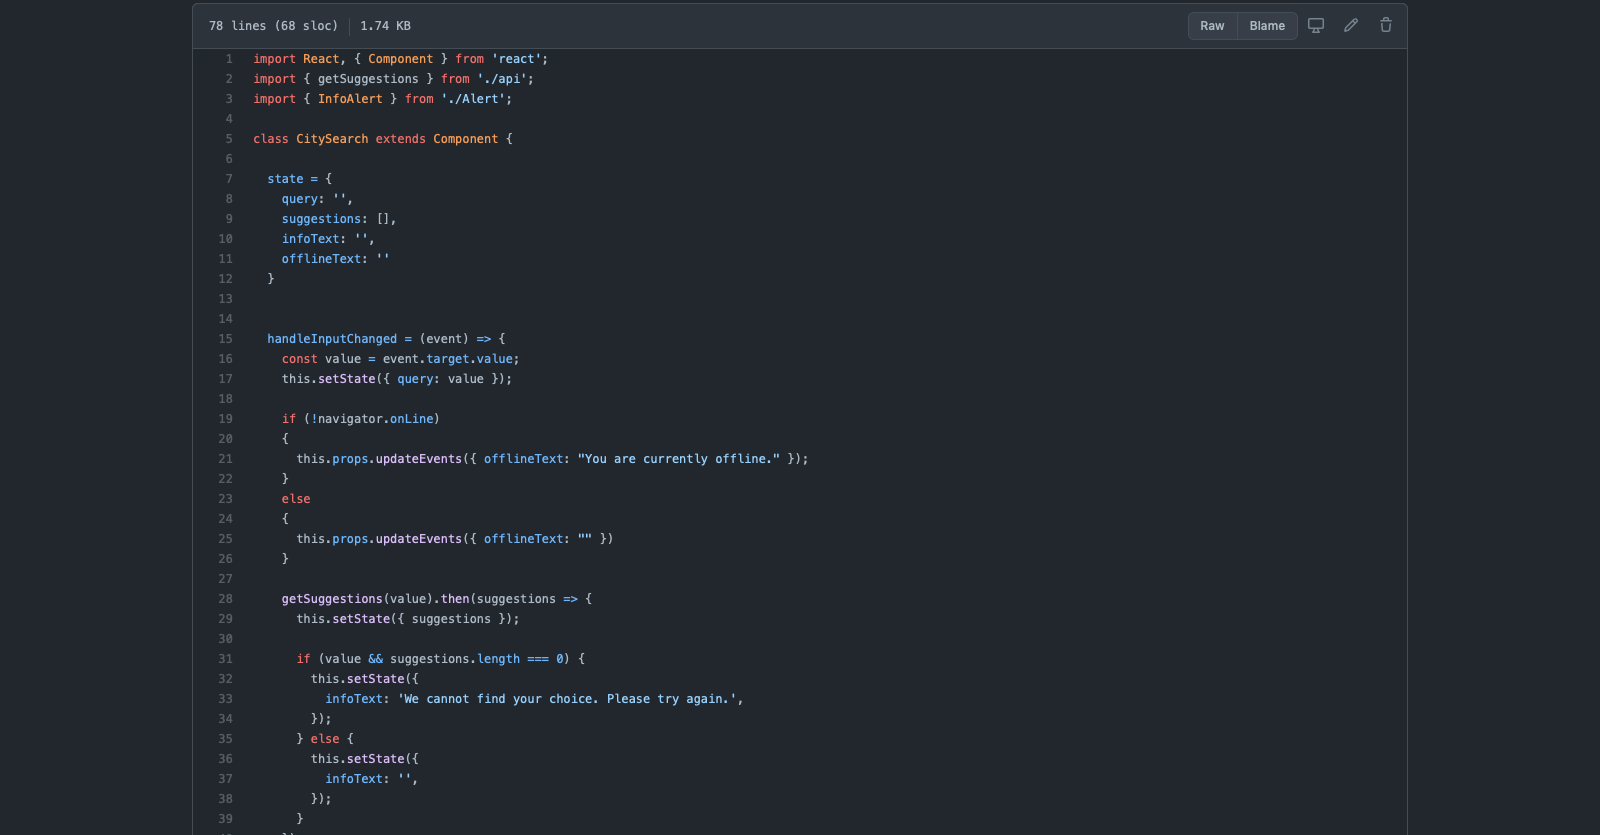 78 lines (68 sloc) 1.74 KB Raw Blame
1 import React, { Component } from 'react';
2 import { getSuggestions } from './api';
3 import { InfoAlert } from './Alert';
4
5 class CitySearch extends Component {
6
7 state = {
8 query: '',
9 suggestions: [],
10 infoText: '',
11 offlineText: ''
12 }
13
14
15 handleInputChanged = (event) => {
16 const value = event.target.value;
17 this.setState({ query: value });
18
19 if (!navigator.onLine)
20 {
21 this.props.updateEvents({ offlineText: "You are currently offline." });
22 }
23 else
24 {
25 this.props.updateEvents({ offlineText: "" })
26 }
27
28 getSuggestions(value).then(suggestions => {
29 this.setState({ suggestions });
30
31 if (value && suggestions.length === 0) {
32 this.setState({
33 infoText: 'We cannot find your choice. Please try again.',
34 });
35 } else {
36 this.setState({
37 infoText: '',
38 });
39 }